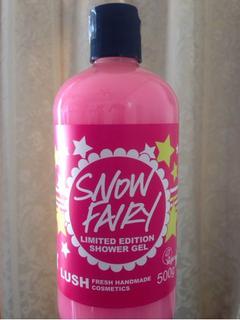 SNOW
FAIRY
LIMITED EDITION
SHOWER GEL
LUSH FRESH HANDMADE
COSMETICS
500g